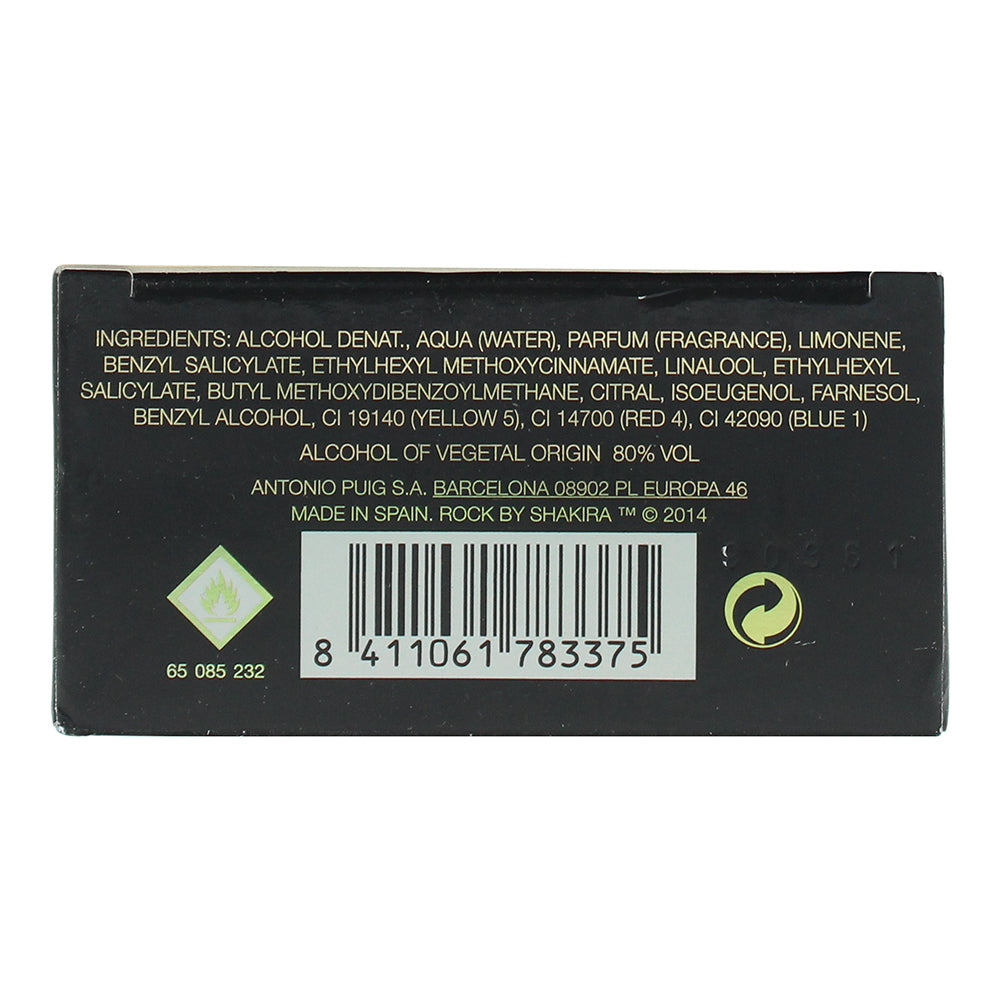 INGREDIENTS: ALCOHOL DENAT., AQUA (WATER), PARFUM (FRAGRANCE), LIMONENE,
BENZYL SALICYLATE, ETHYLHEXYL METHOXYCINNAMATE, LINALOOL, ETHYLHEXYL
SALICYLATE, BUTYL METHOXYDIBENZOYLMETHANE, CITRAL, ISOEUGENOL, FARNESOL,
BENZYL ALCOHOL, CI 19140 (YELLOW 5), CI 14700 (RED 4), CI 42090 (BLUE 1)
ALCOHOL OF VEGETAL ORIGIN 80% VOL
ANTONIO PUIG S.A. BARCELONA 08902 PL EUROPA 46
MADE IN SPAIN. ROCK BY SHAKIRA ™ © 2014
65 085 232
8 411061 783375